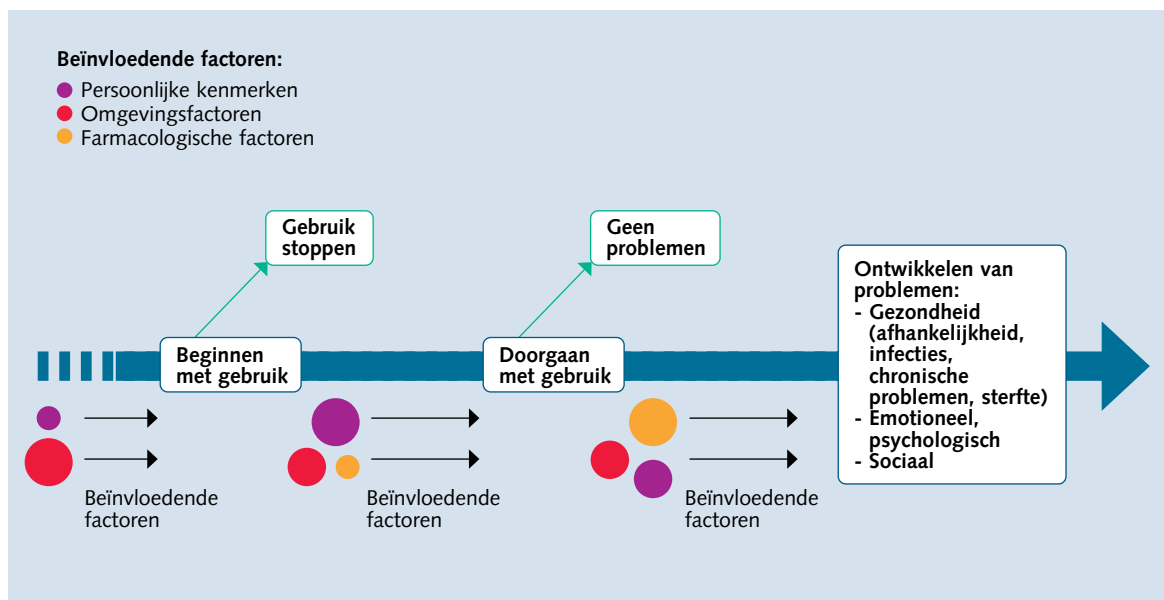 Beïnvloedende factoren:
Persoonlijke kenmerken
Omgevingsfactoren
Farmacologische factoren
Gebruik
stoppen
Geen
problemen
Beginnen
met gebruik
Doorgaan
met gebruik
Ontwikkelen van
problemen:
- Gezondheid
(afhankelijkheid,
infecties,
chronische
problemen, sterfte)
- Emotioneel,
psychologisch
- Sociaal
Beïnvloedende
factoren
Beïnvloedende
factoren
Beïnvloedende
factoren